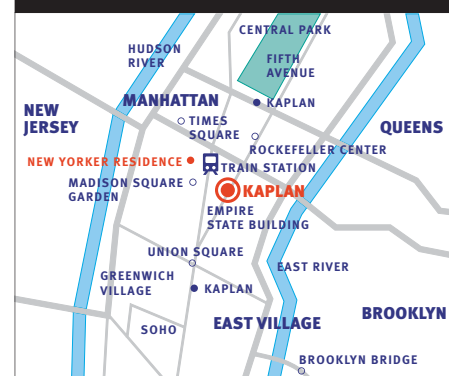 CENTRAL PARK
HUDSON
RIVER
FIFTH
AVENUE
MANHATTAN
KAPLAN
NEW
JERSEY
TIMES
SQUARE
QUEENS
ROCKEFELLER CENTER
NEW YORKER RESIDENCE
TRAIN STATION
MADISON SQUARE
GARDEN
KAPLAN
EMPIRE
STATE BUILDING
UNION SQUARE
EAST RIVER
GREENWICH
VILLAGE
KAPLAN
BROOKLYN
SOHO
EAST VILLAGE
BROOKLYN BRIDGE